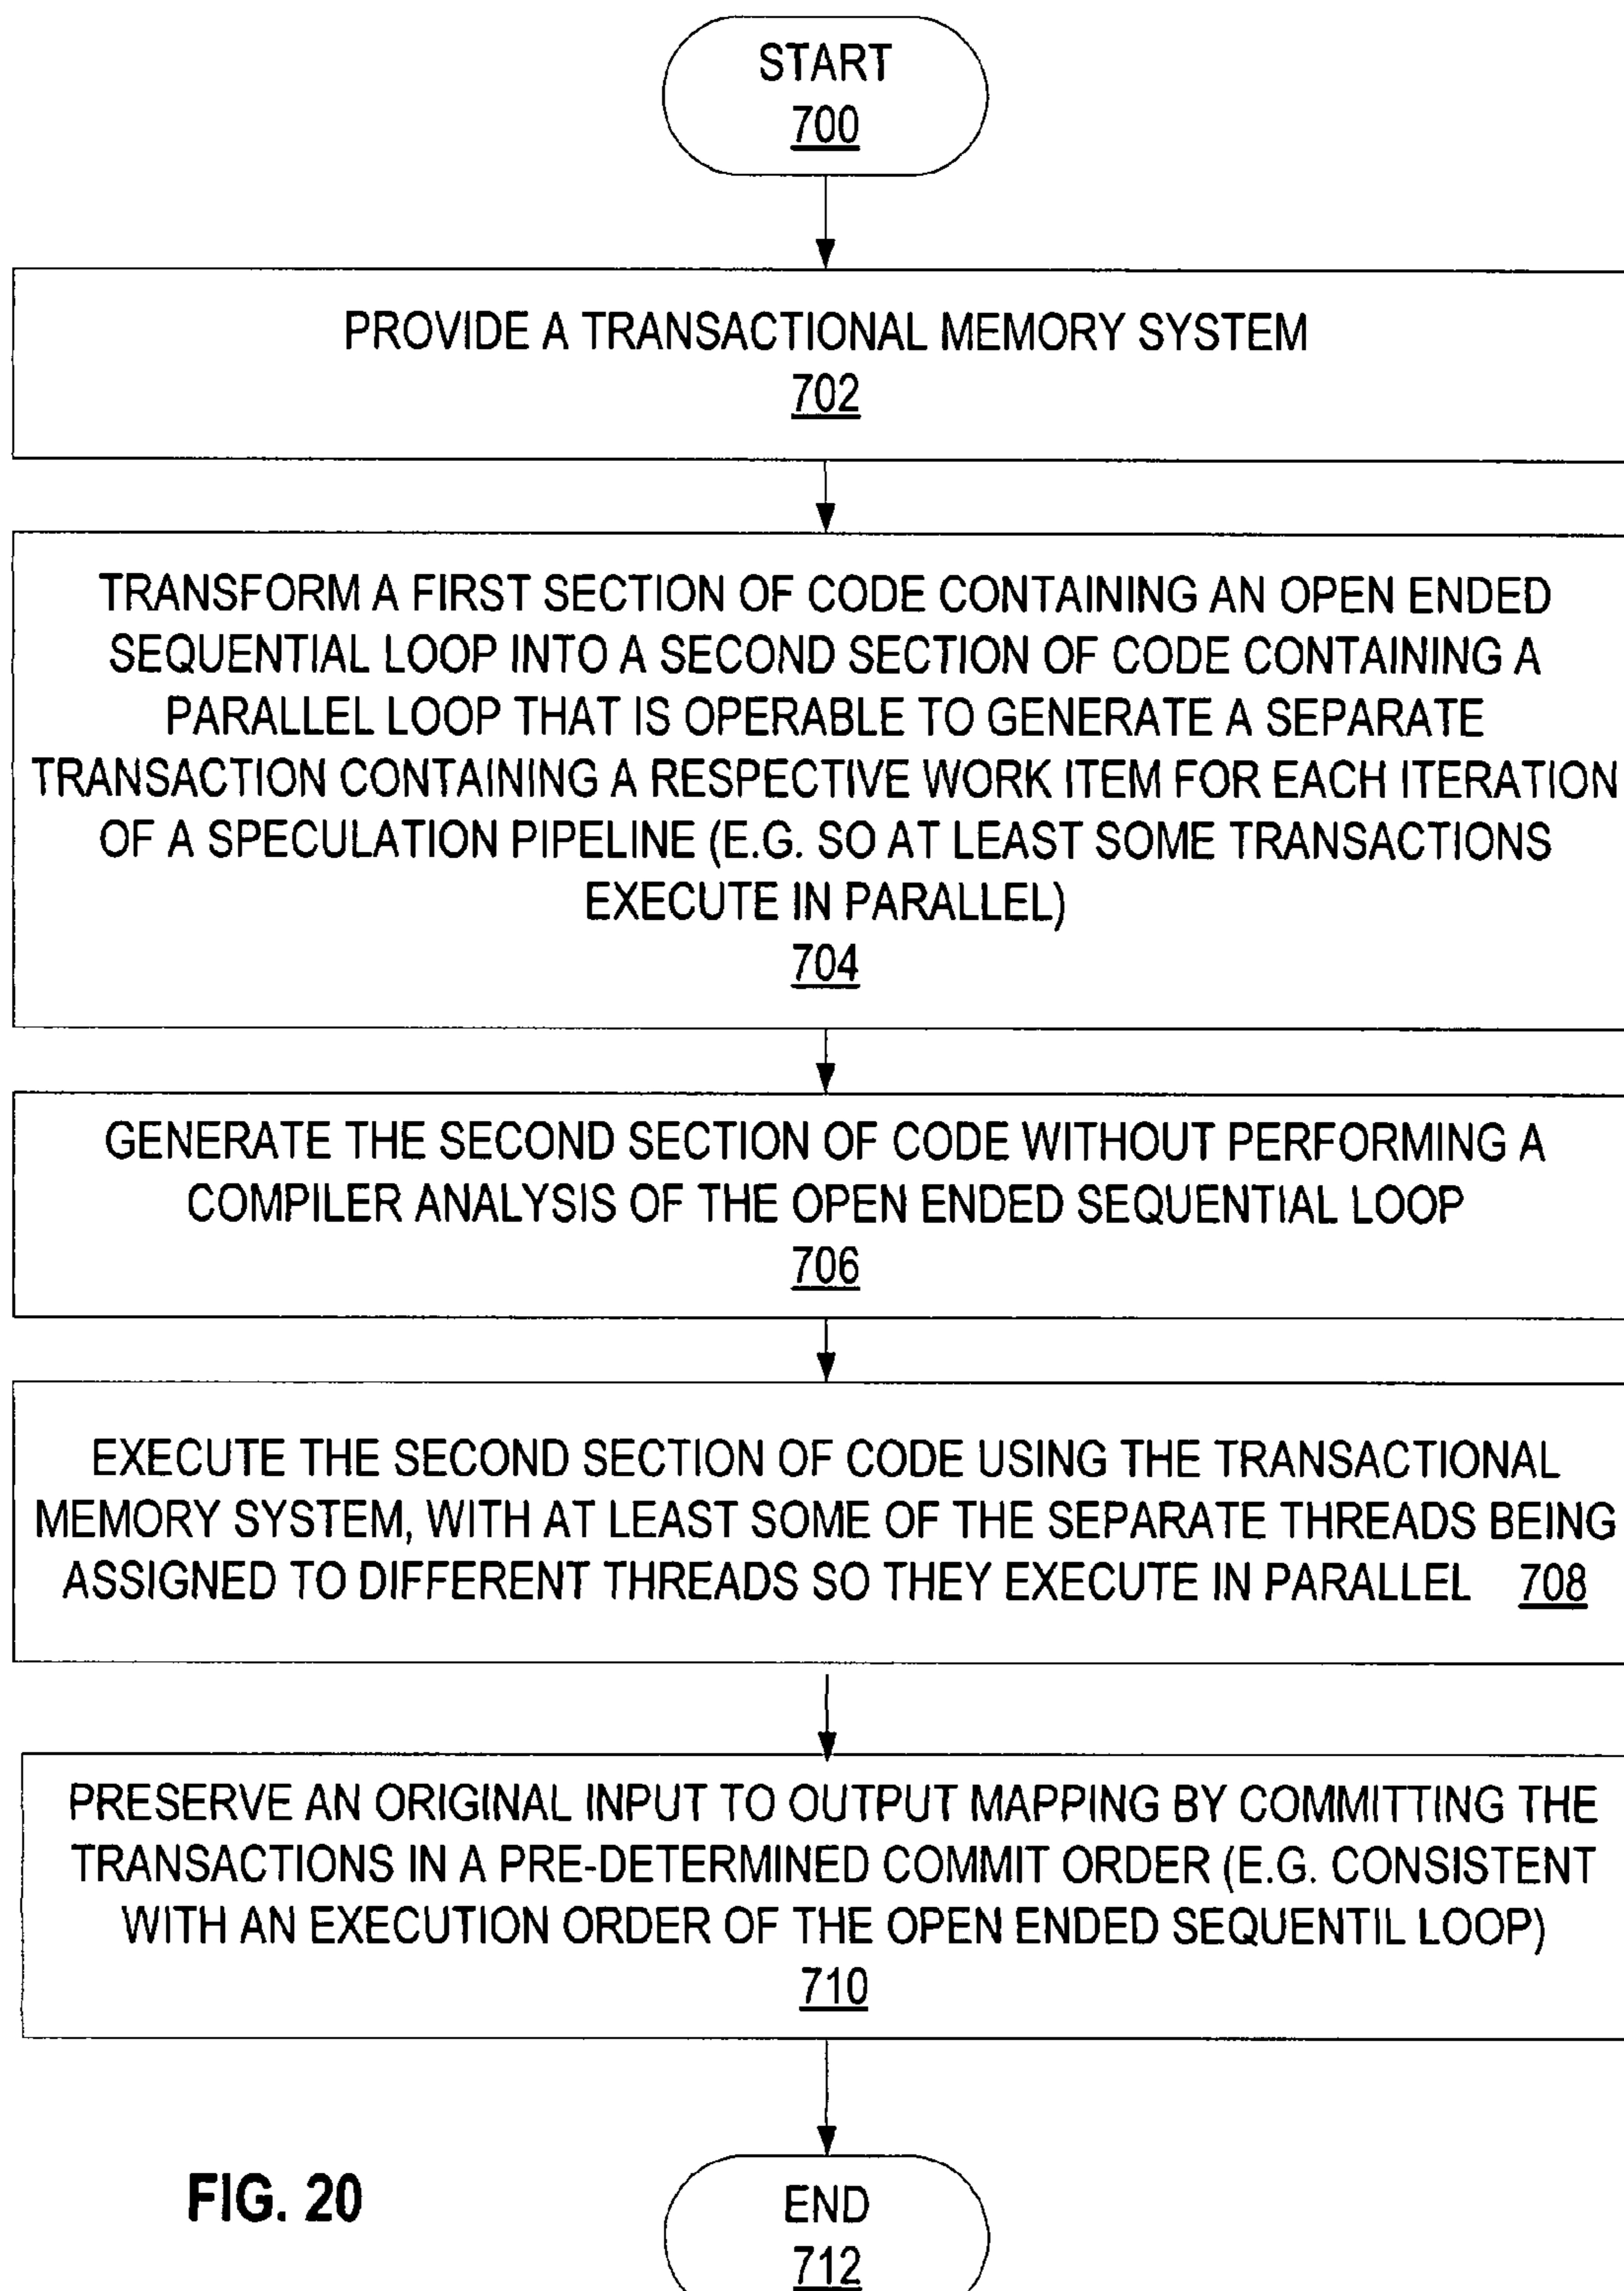 START
700
PROVIDE A TRANSACTIONAL MEMORY SYSTEM
702
TRANSFORM A FIRST SECTION OF CODE CONTAINING AN OPEN ENDED
SEQUENTIAL LOOP INTO A SECOND SECTION OF CODE CONTAINING A
PARALLEL LOOP THAT IS OPERABLE TO GENERATE A SEPARATE
TRANSACTION CONTAINING A RESPECTIVE WORK ITEM FOR EACH ITERATION
OF A SPECULATION PIPELINE (E.G. SO AT LEAST SOME TRANSACTIONS
EXECUTE IN PARALLEL)
704
GENERATE THE SECOND SECTION OF CODE WITHOUT PERFORMING A
COMPILER ANALYSIS OF THE OPEN ENDED SEQUENTIAL LOOP
706
EXECUTE THE SECOND SECTION OF CODE USING THE TRANSACTIONAL
MEMORY SYSTEM, WITH AT LEAST SOME OF THE SEPARATE THREADS BEING
ASSIGNED TO DIFFERENT THREADS SO THEY EXECUTE IN PARALLEL 708
PRESERVE AN ORIGINAL INPUT TO OUTPUT MAPPING BY COMMITTING THE
TRANSACTIONS IN A PRE-DETERMINED COMMIT ORDER (E.G. CONSISTENT
WITH AN EXECUTION ORDER OF THE OPEN ENDED SEQUENTIL LOOP)
710
FIG. 20
END
712